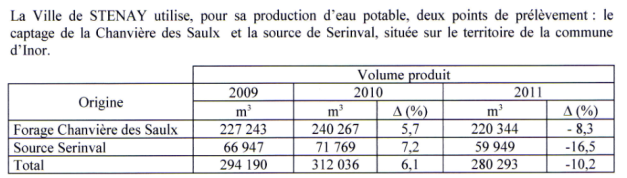 La Ville de STENAY utilise, pour sa production d'eau potable, deux points de prélèvement : le
captage de la Chanvière des Saulx et la source de Serinval, située sur le territoire de la commune
d'Inor.
Volume produit
Origine 2009 2010 2011
m³ m³ Δ (%) m³ Δ (%)
Forage Chanvière des Saulx 227 243 240 267 5,7 220 344 - 8,3
Source Serinval 66 947 71 769 7,2 59 949 -16,5
Total 294 190 312 036 6,1 280 293 -10,2